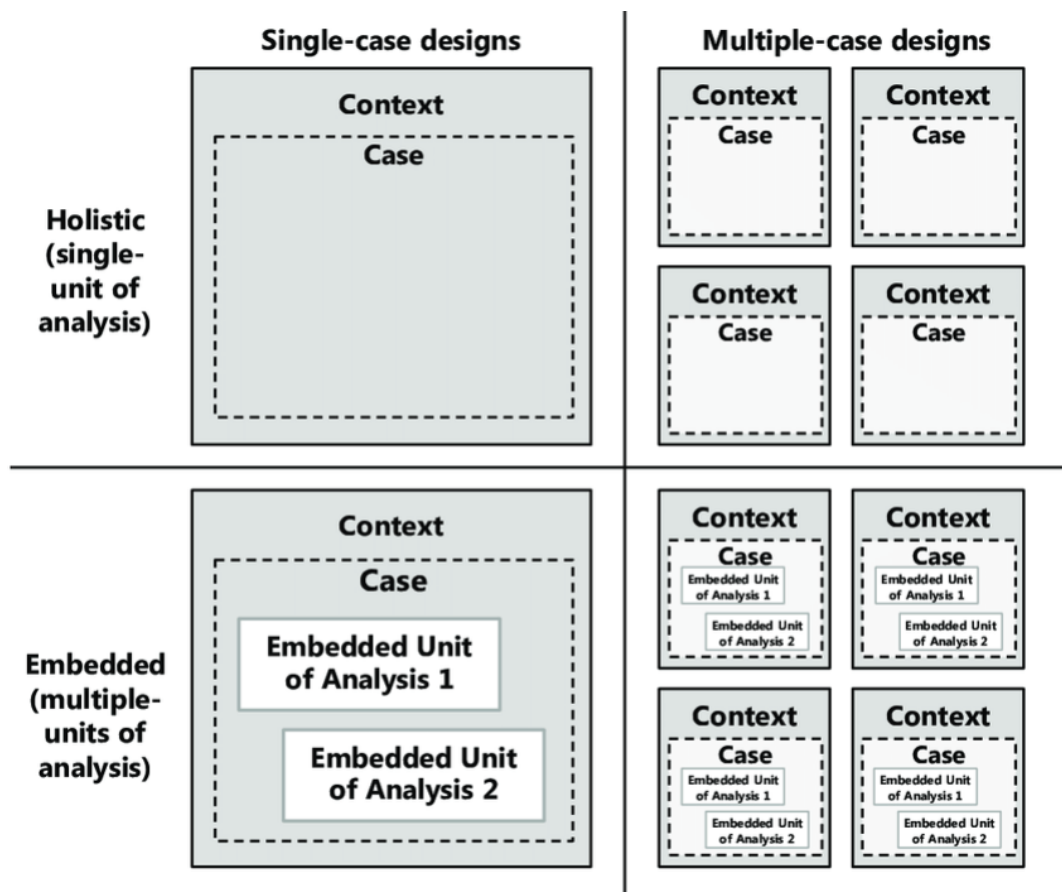 Single-case designs
Multiple-case designs
Holistic
(single-
unit of
analysis)
Context
Case
Context
Case
Context
Case
Context
Case
Context
Case
Embedded
(multiple-
units of
analysis)
Context
Case
Embedded Unit
of Analysis 1
Embedded Unit
of Analysis 2
Context
Case
Embedded Unit
of Analysis 1
Embedded Unit
of Analysis 2
Context
Case
Embedded Unit
of Analysis 1
Embedded Unit
of Analysis 2
Context
Case
Embedded Unit
of Analysis 1
Embedded Unit
of Analysis 2
Context
Case
Embedded Unit
of Analysis 1
Embedded Unit
of Analysis 2